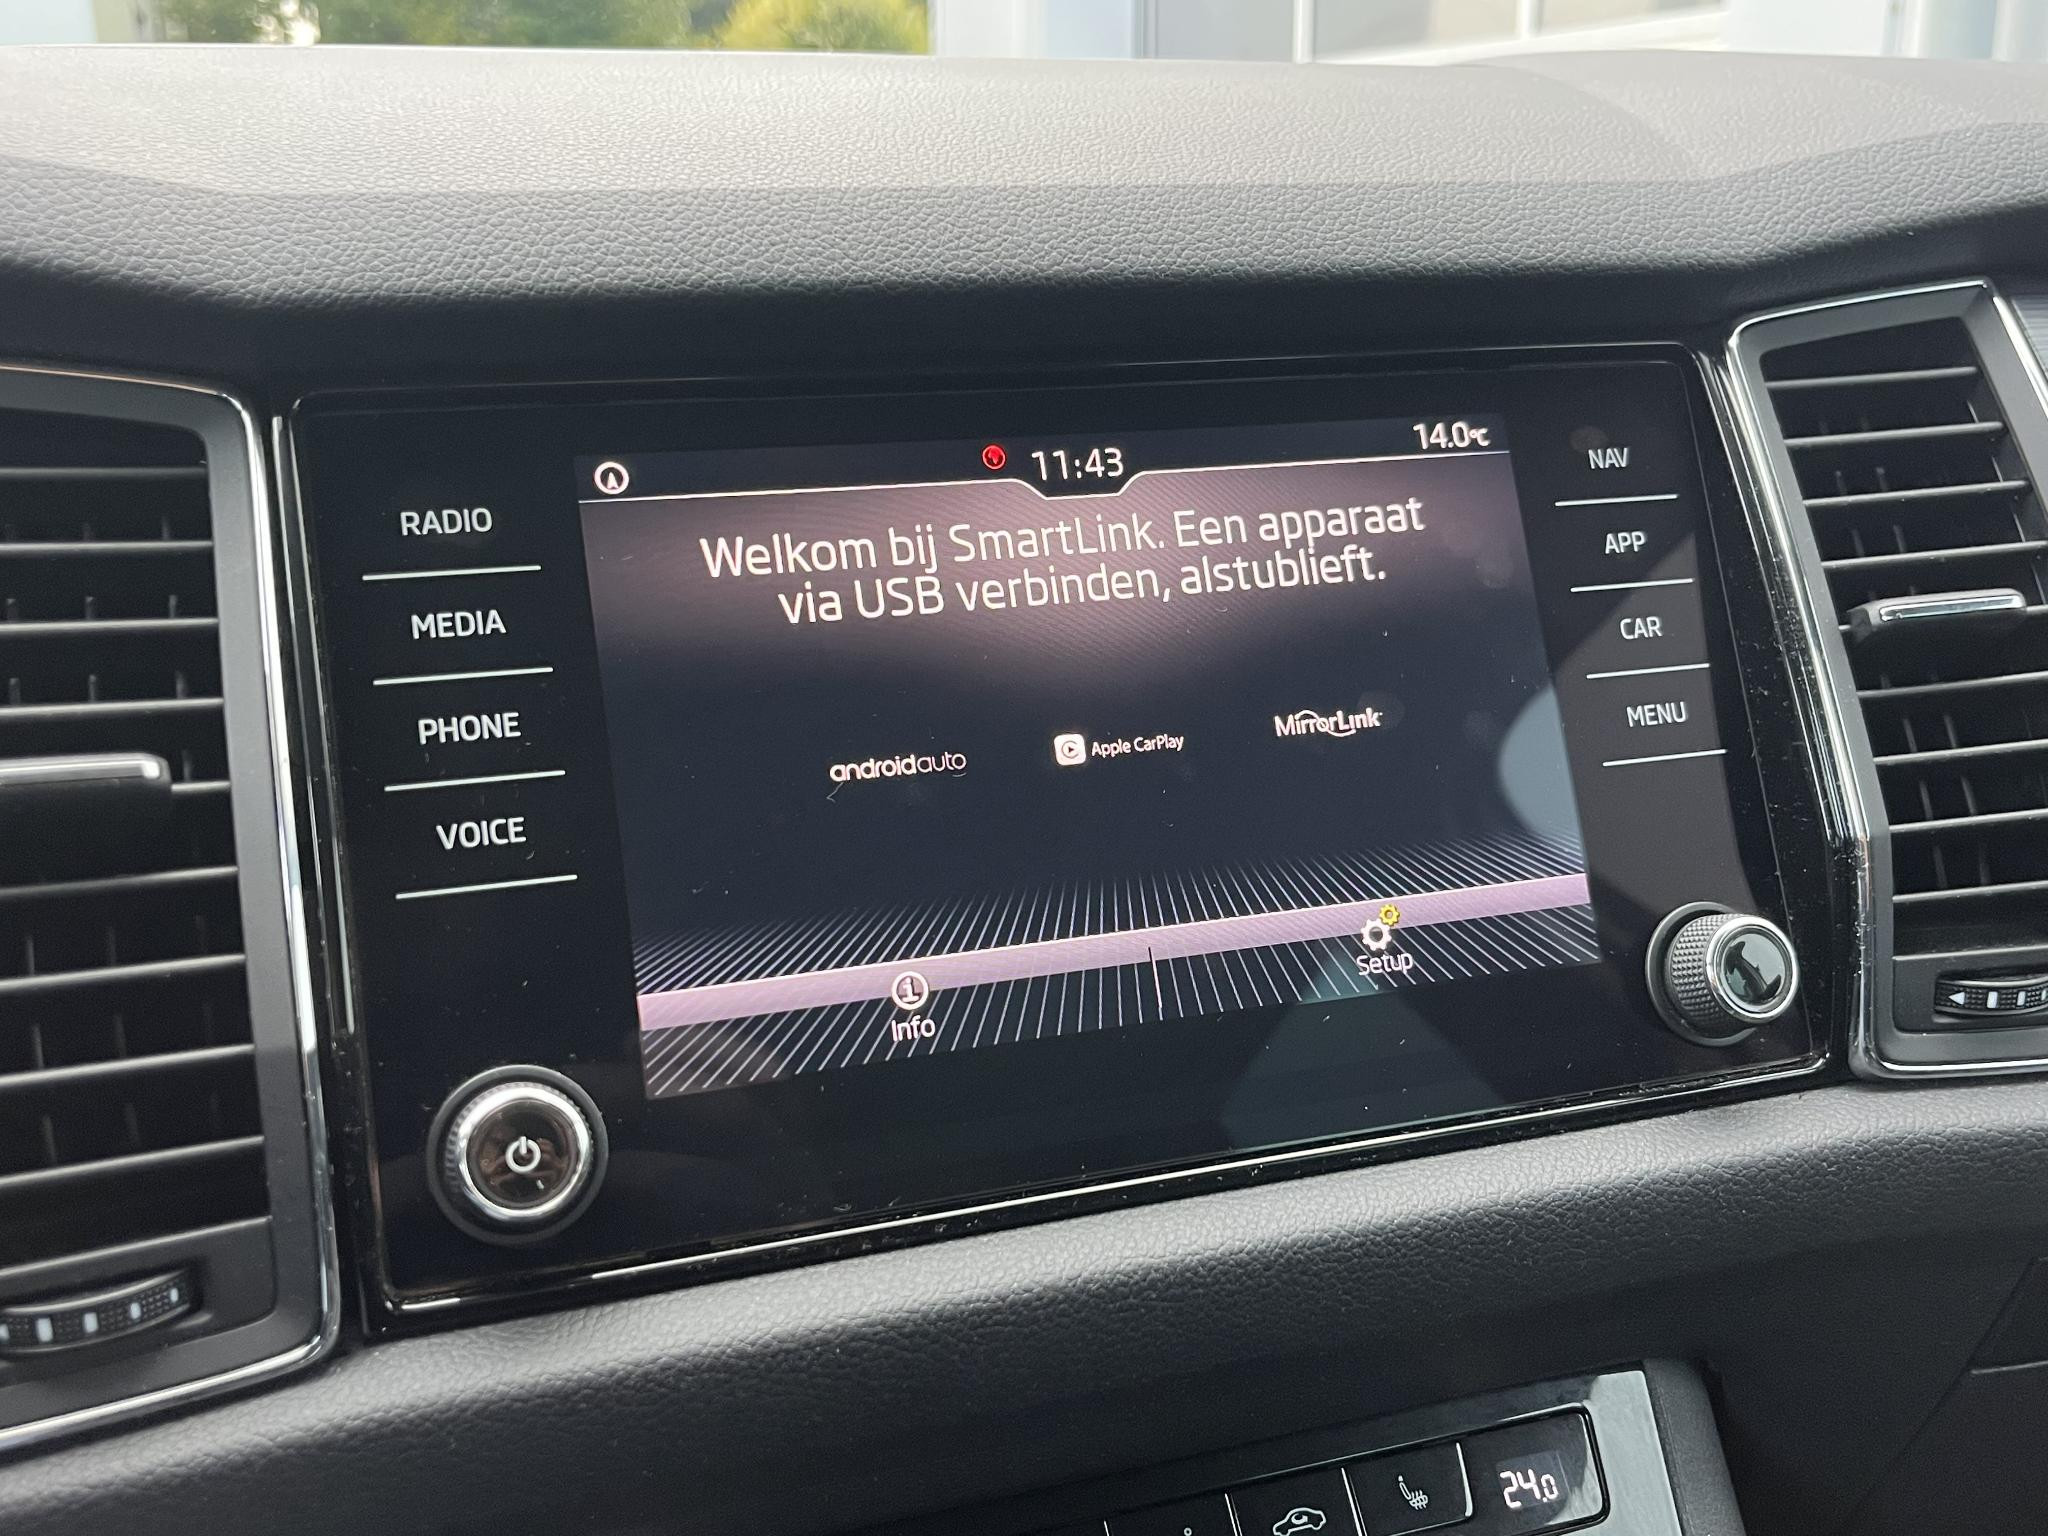 11:43
14.0°C
RADIO
MEDIA
PHONE
VOICE
Welkom bij SmartLink. Een apparaat
via USB verbinden, alstublieft.
androidauto
Apple CarPlay
MirrorLink
Info
Setup
NAV
APP
CAR
MENU
24.0